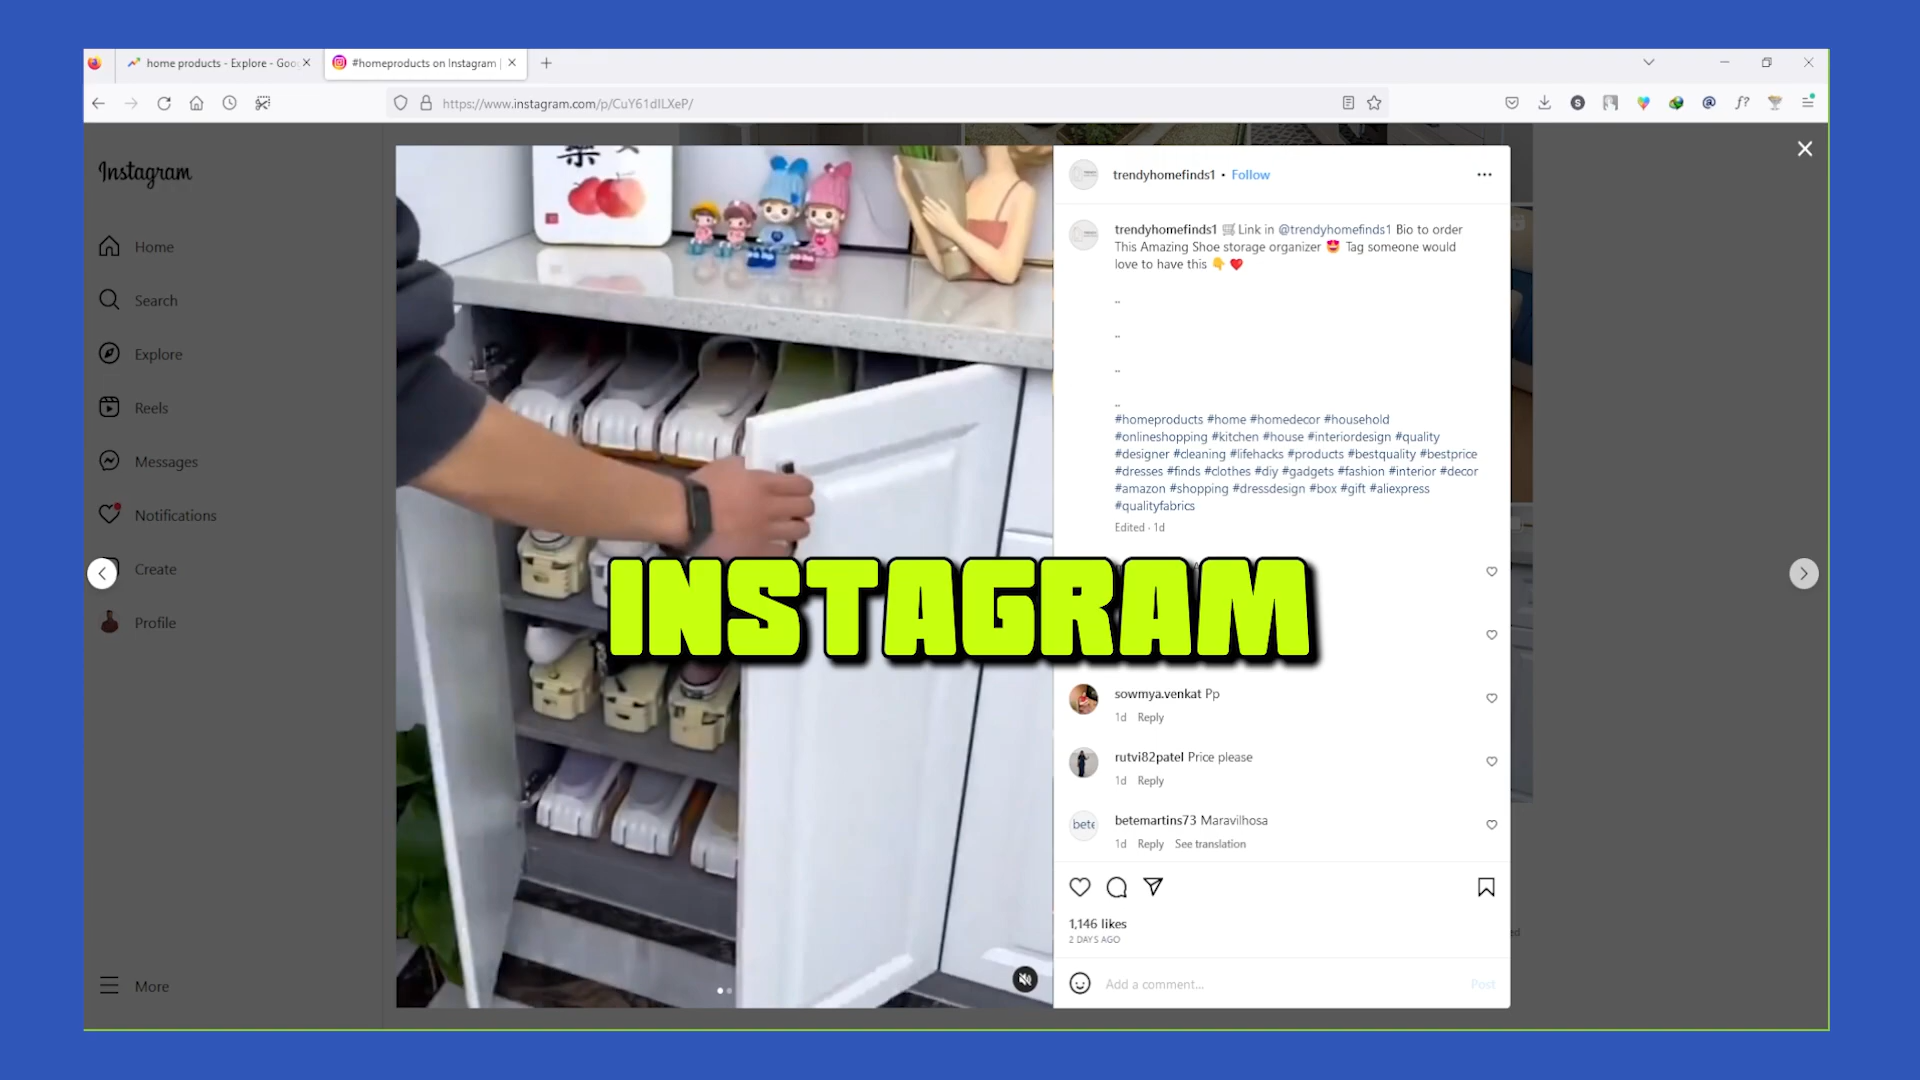 home products - Explore - Goo
#homeproducts on Instagram |
https://www.instagram.com/p/CuY61dILXeP/
Instagram
Home
Search
Explore
Reels
Messages
Notifications
Create
Profile
More
trendyhomefinds1 • Follow
trendyhomefinds1 🛒 Link in @trendyhomefinds1 Bio to order
This Amazing Shoe storage organizer 🤩 Tag someone would
love to have this 👇 ❤️
..
..
..
..
#homeproducts #home #homedecor #household
#onlineshopping #kitchen #house #interiordesign #quality
#designer #cleaning #lifehacks #products #bestquality #bestprice
#dresses #finds #clothes #diy #gadgets #fashion #interior #decor
#amazon #shopping #dressdesign #box #gift #aliexpress
#qualityfabrics
Edited · 1d
INSTAGRAM
sowmya.venkat Pp
1d Reply
rutvi82patel Price please
1d Reply
bete
betemartins73 Maravilhosa
1d Reply See translation
1,146 likes
2 DAYS AGO
Add a comment...
Post